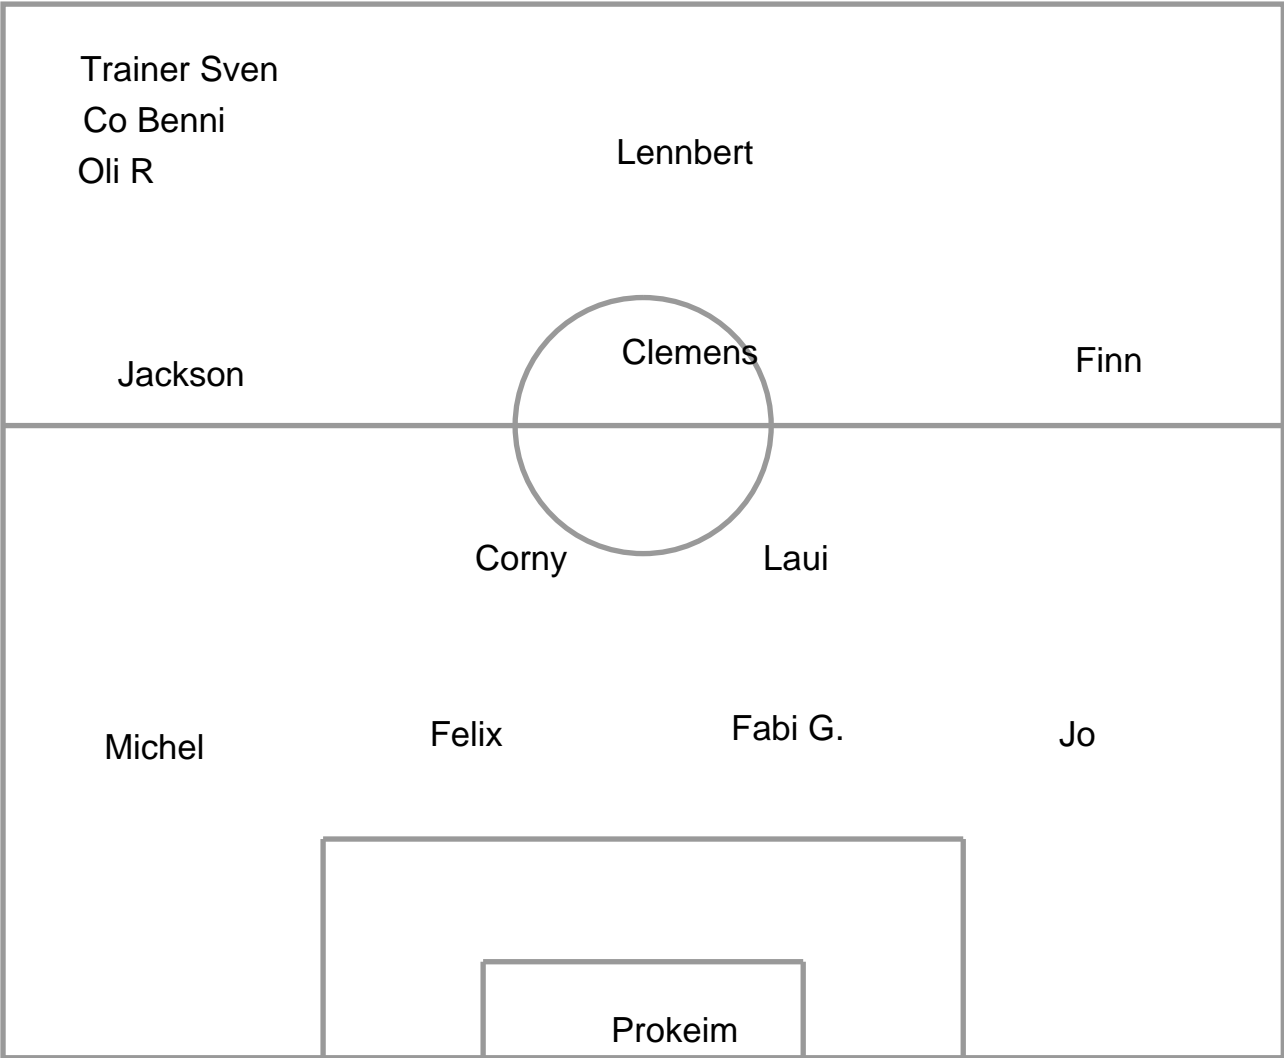 Trainer Sven
Co Benni
Oli R
Lennbert
Jackson
Clemens
Finn
Corny
Laui
Michel
Felix
Fabi G.
Jo
Prokeim